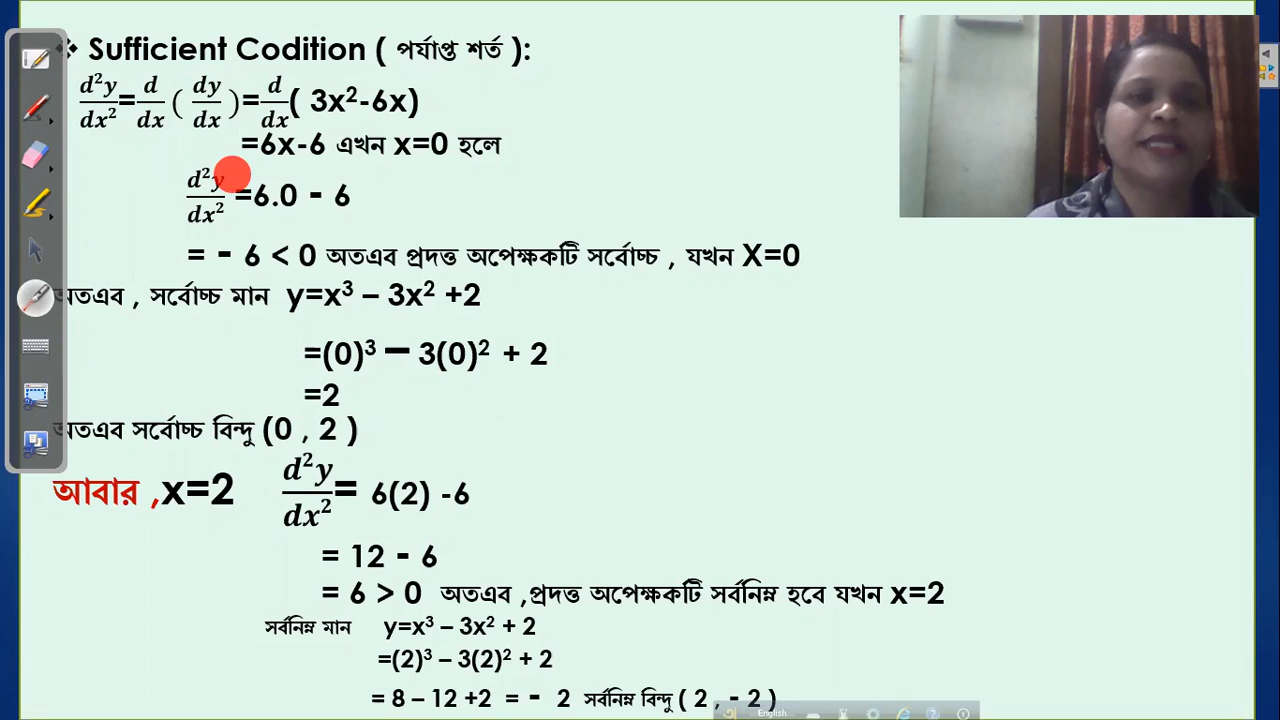 ❖ Sufficient Codition ( পর্যাপ্ত শর্ত ):
d²y/dx²=d/dx(dy/dx)=d/dx( 3x²-6x)
=6x-6 এখন x=0 হলে
d²y/dx² =6.0 - 6
= - 6 < 0 অতএব প্রদত্ত অপেক্ষকটি সর্বোচ্চ , যখন X=0
অতএব , সর্বোচ্চ মান y=x³ – 3x² +2
=(0)³ – 3(0)² + 2
=2
অতএব সর্বোচ্চ বিন্দু (0 , 2 )
আবার ,x=2 d²y/dx²= 6(2) -6
= 12 - 6
= 6 > 0 অতএব ,প্রদত্ত অপেক্ষকটি সর্বনিম্ন হবে যখন x=2
সর্বনিম্ন মান y=x³ – 3x² + 2
=(2)³ – 3(2)² + 2
= 8 – 12 +2 = - 2 সর্বনিম্ন বিন্দু ( 2 , - 2 )
English